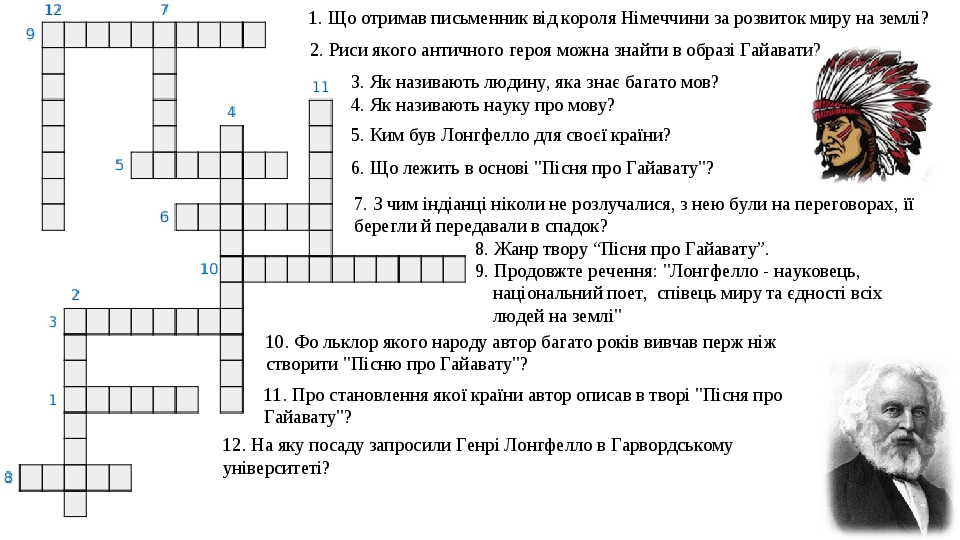 12 7
9
1. Що отримав письменник від короля Німеччини за розвиток миру на землі?
2. Риси якого античного героя можна знайти в образі Гайавати?
11
3. Як називають людину, яка знає багато мов?
4
4. Як називають науку про мову?
5. Ким був Лонгфелло для своєї країни?
5
6. Що лежить в основі "Пісня про Гайавату"?
7. З чим індіанці ніколи не розлучалися, з нею були на переговорах, її
берегли й передавали в спадок?
6
8. Жанр твору “Пісня про Гайавату”.
10
9. Продовжте речення: "Лонгфелло - науковець,
національний поет, співець миру та єдності всіх
людей на землі"
2
3
10. Фо льклор якого народу автор багато років вивчав перж ніж
створити "Пісню про Гайавату"?
1
11. Про становлення якої країни автор описав в творі "Пісня про
Гайавату"?
12. На яку посаду запросили Генрі Лонгфелло в Гарвордському
університеті?
8